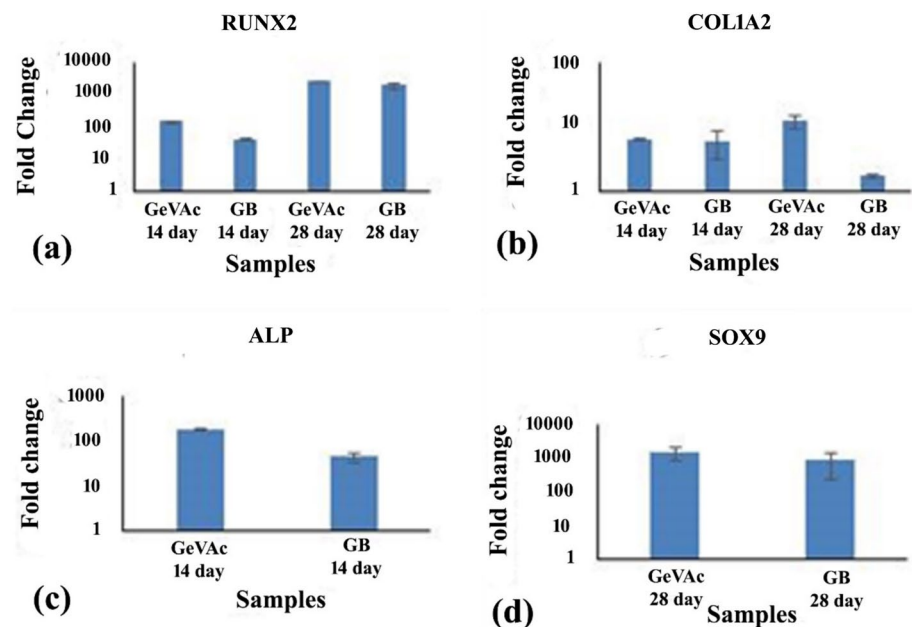 RUNX2
Fold Change
10000
1000
100
10
1
GeVAc GB GeVAc GB
14 day 14 day 28 day 28 day
(a)
Samples
COL1A2
Fold change
100
10
1
GeVAc GB GeVAc GB
14 day 14 day 28 day 28 day
(b)
Samples
ALP
Fold change
1000
100
10
1
GeVAc GB
14 day 14 day
(c)
Samples
SOX9
Fold change
10000
1000
100
10
1
GeVAc GB
28 day 28 day
(d)
Samples